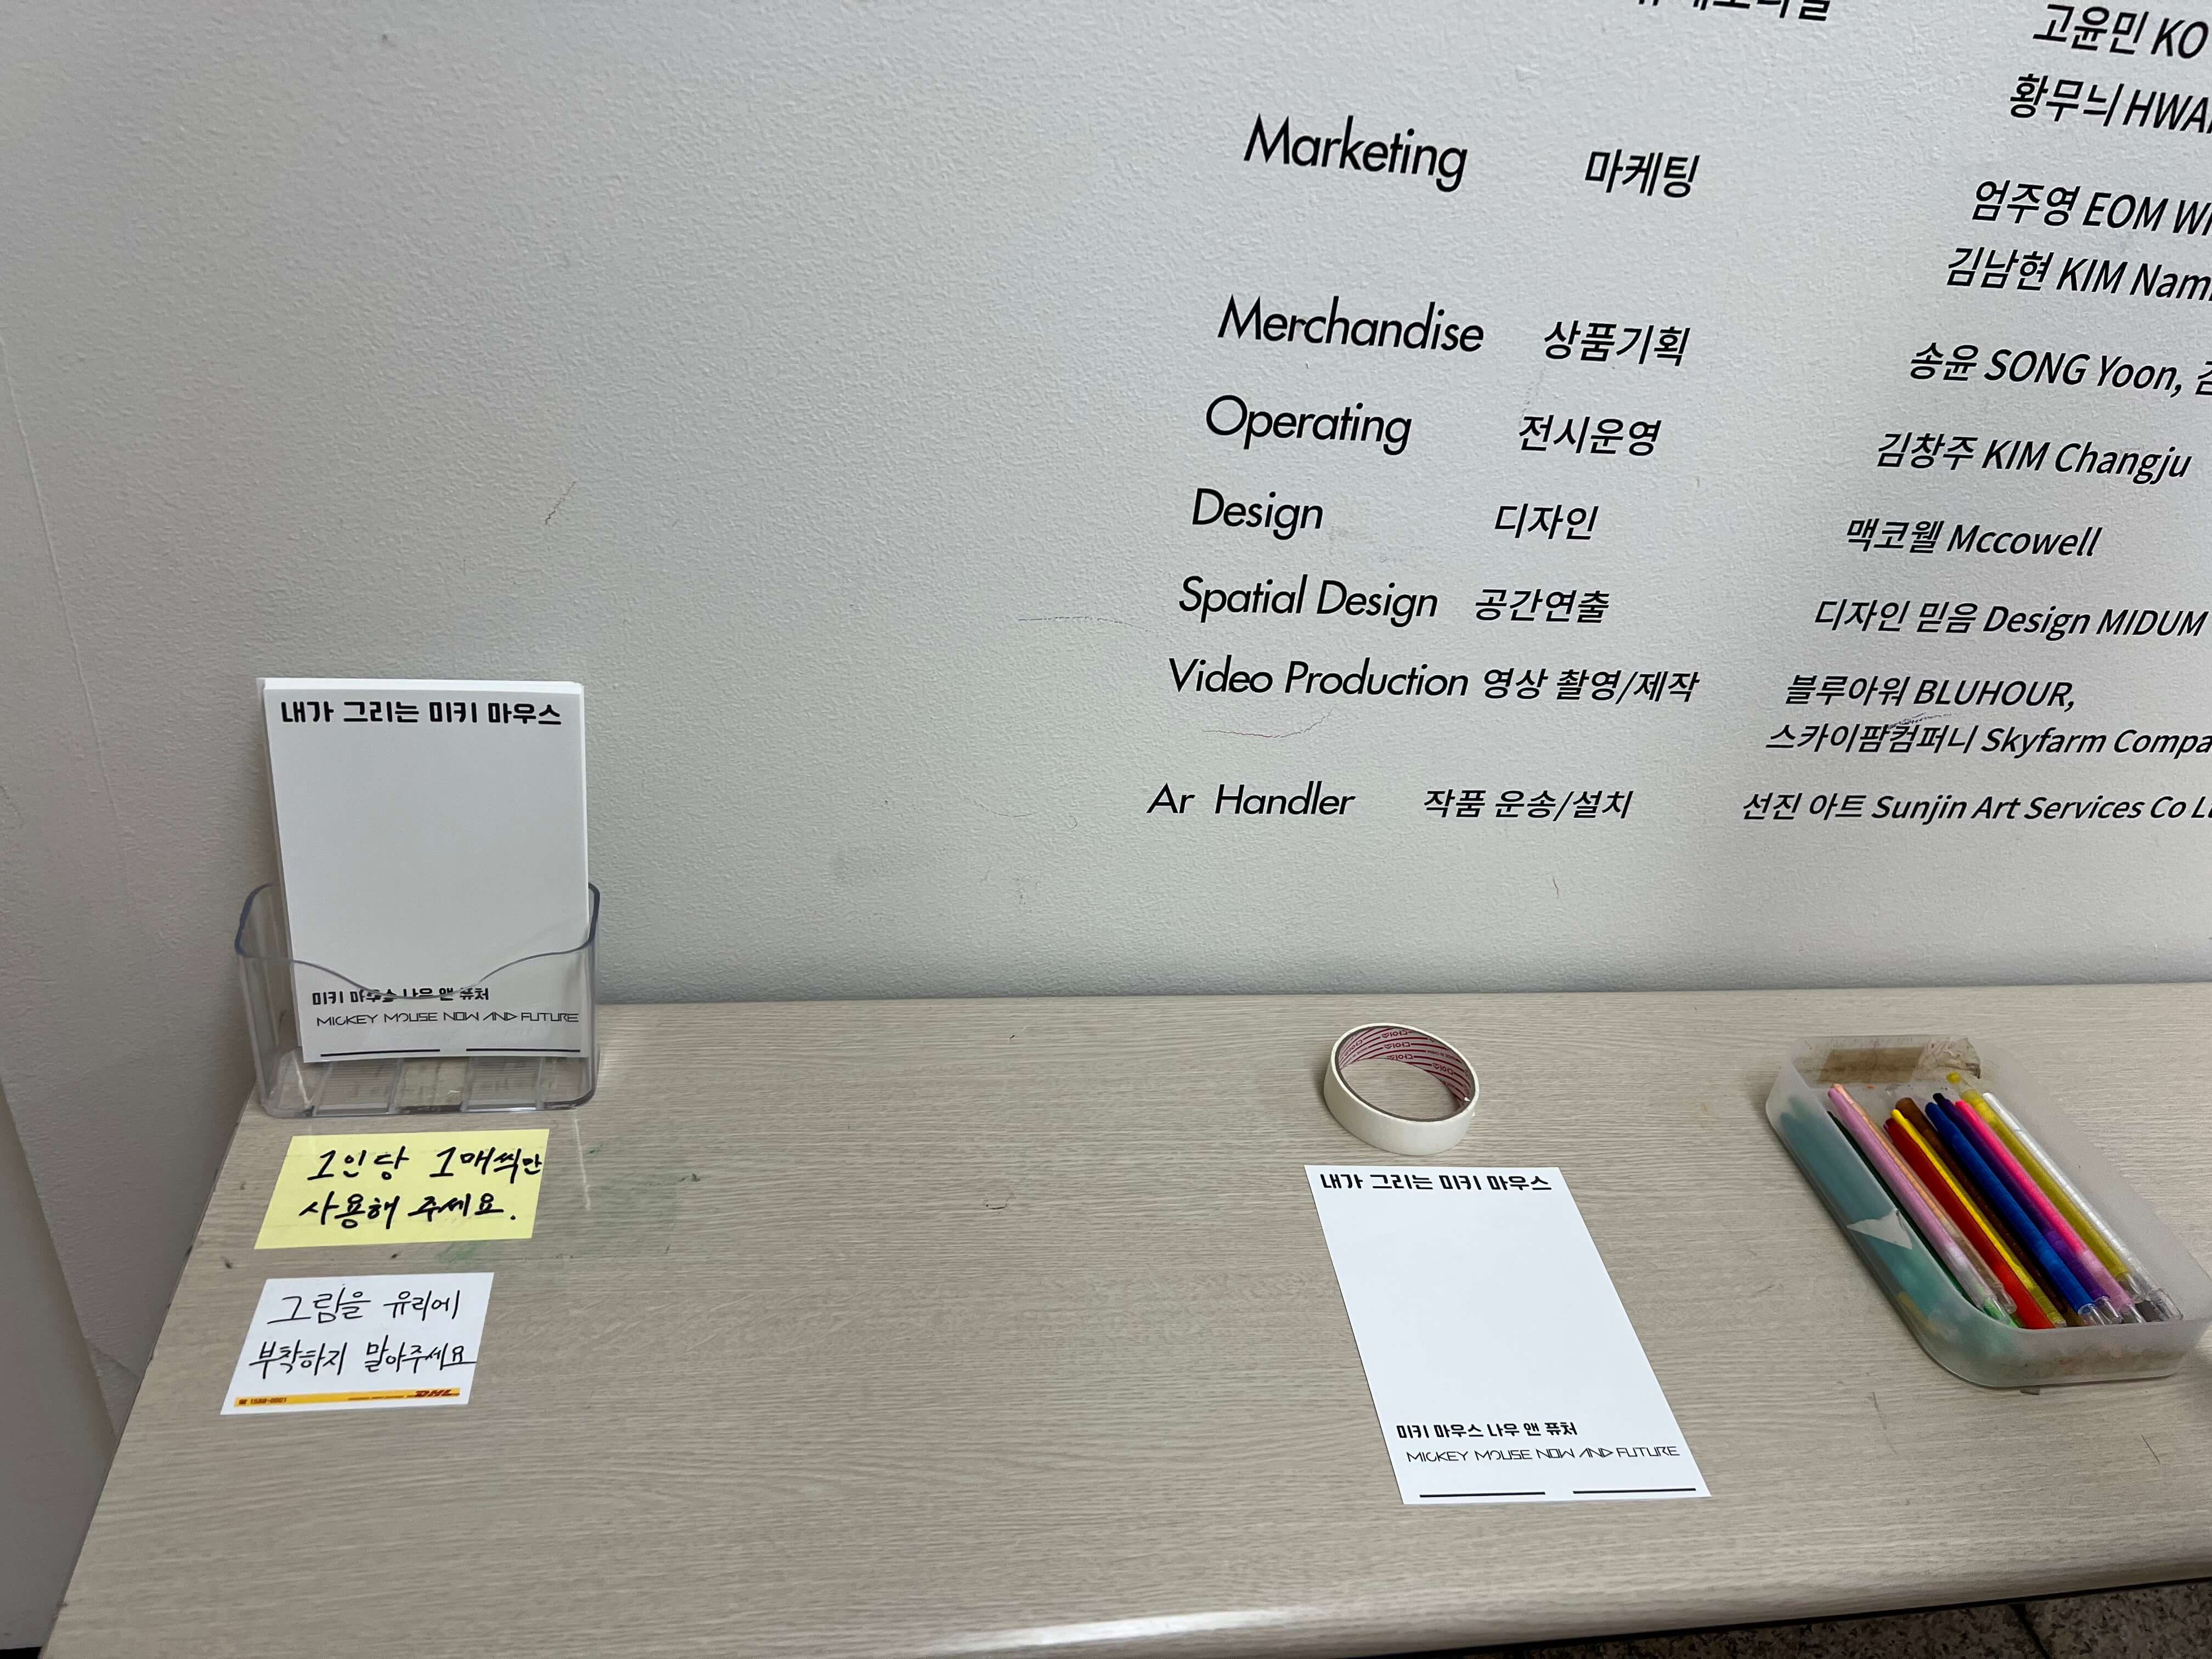 고윤민 KO
황무늬
Marketing 마케팅
엄주영 EOM
김남현 KIM
Merchandise 상품기획 송윤 SONG Yoon,
Operating 전시운영 김창주 KIM Changju
Design 디자인 맥코웰 Mccowell
Spatial Design 공간연출 디자인 믿음 Design MIDUM
Video Production 영상 촬영/제작 블루아워 BLUHOUR,
스카이팜컴퍼니 Skyfarm
Ar Handler 작품 운송/설치 선진 아트 Sunjin Art Services Co
내가 그리는 미키 마우스
미키 마우스 나우 앤 퓨처
MICKEY MOUSE NOW AND FUTURE
1인당 1매씩만
사용해 주세요.
그림을 유리에
부착하지 말아주세요
☎ 1588-0001
DHL
다이소
내가 그리는 미키 마우스
미키 마우스 나우 앤 퓨처
MICKEY MOUSE NOW AND FUTURE